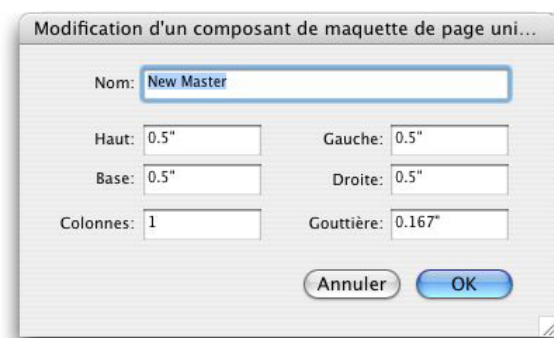 Modification d'un composant de maquette de page uni...
Nom: New Master
Haut: 0.5" Gauche: 0.5"
Base: 0.5" Droite: 0.5"
Colonnes: 1 Gouttière: 0.167"
Annuler OK